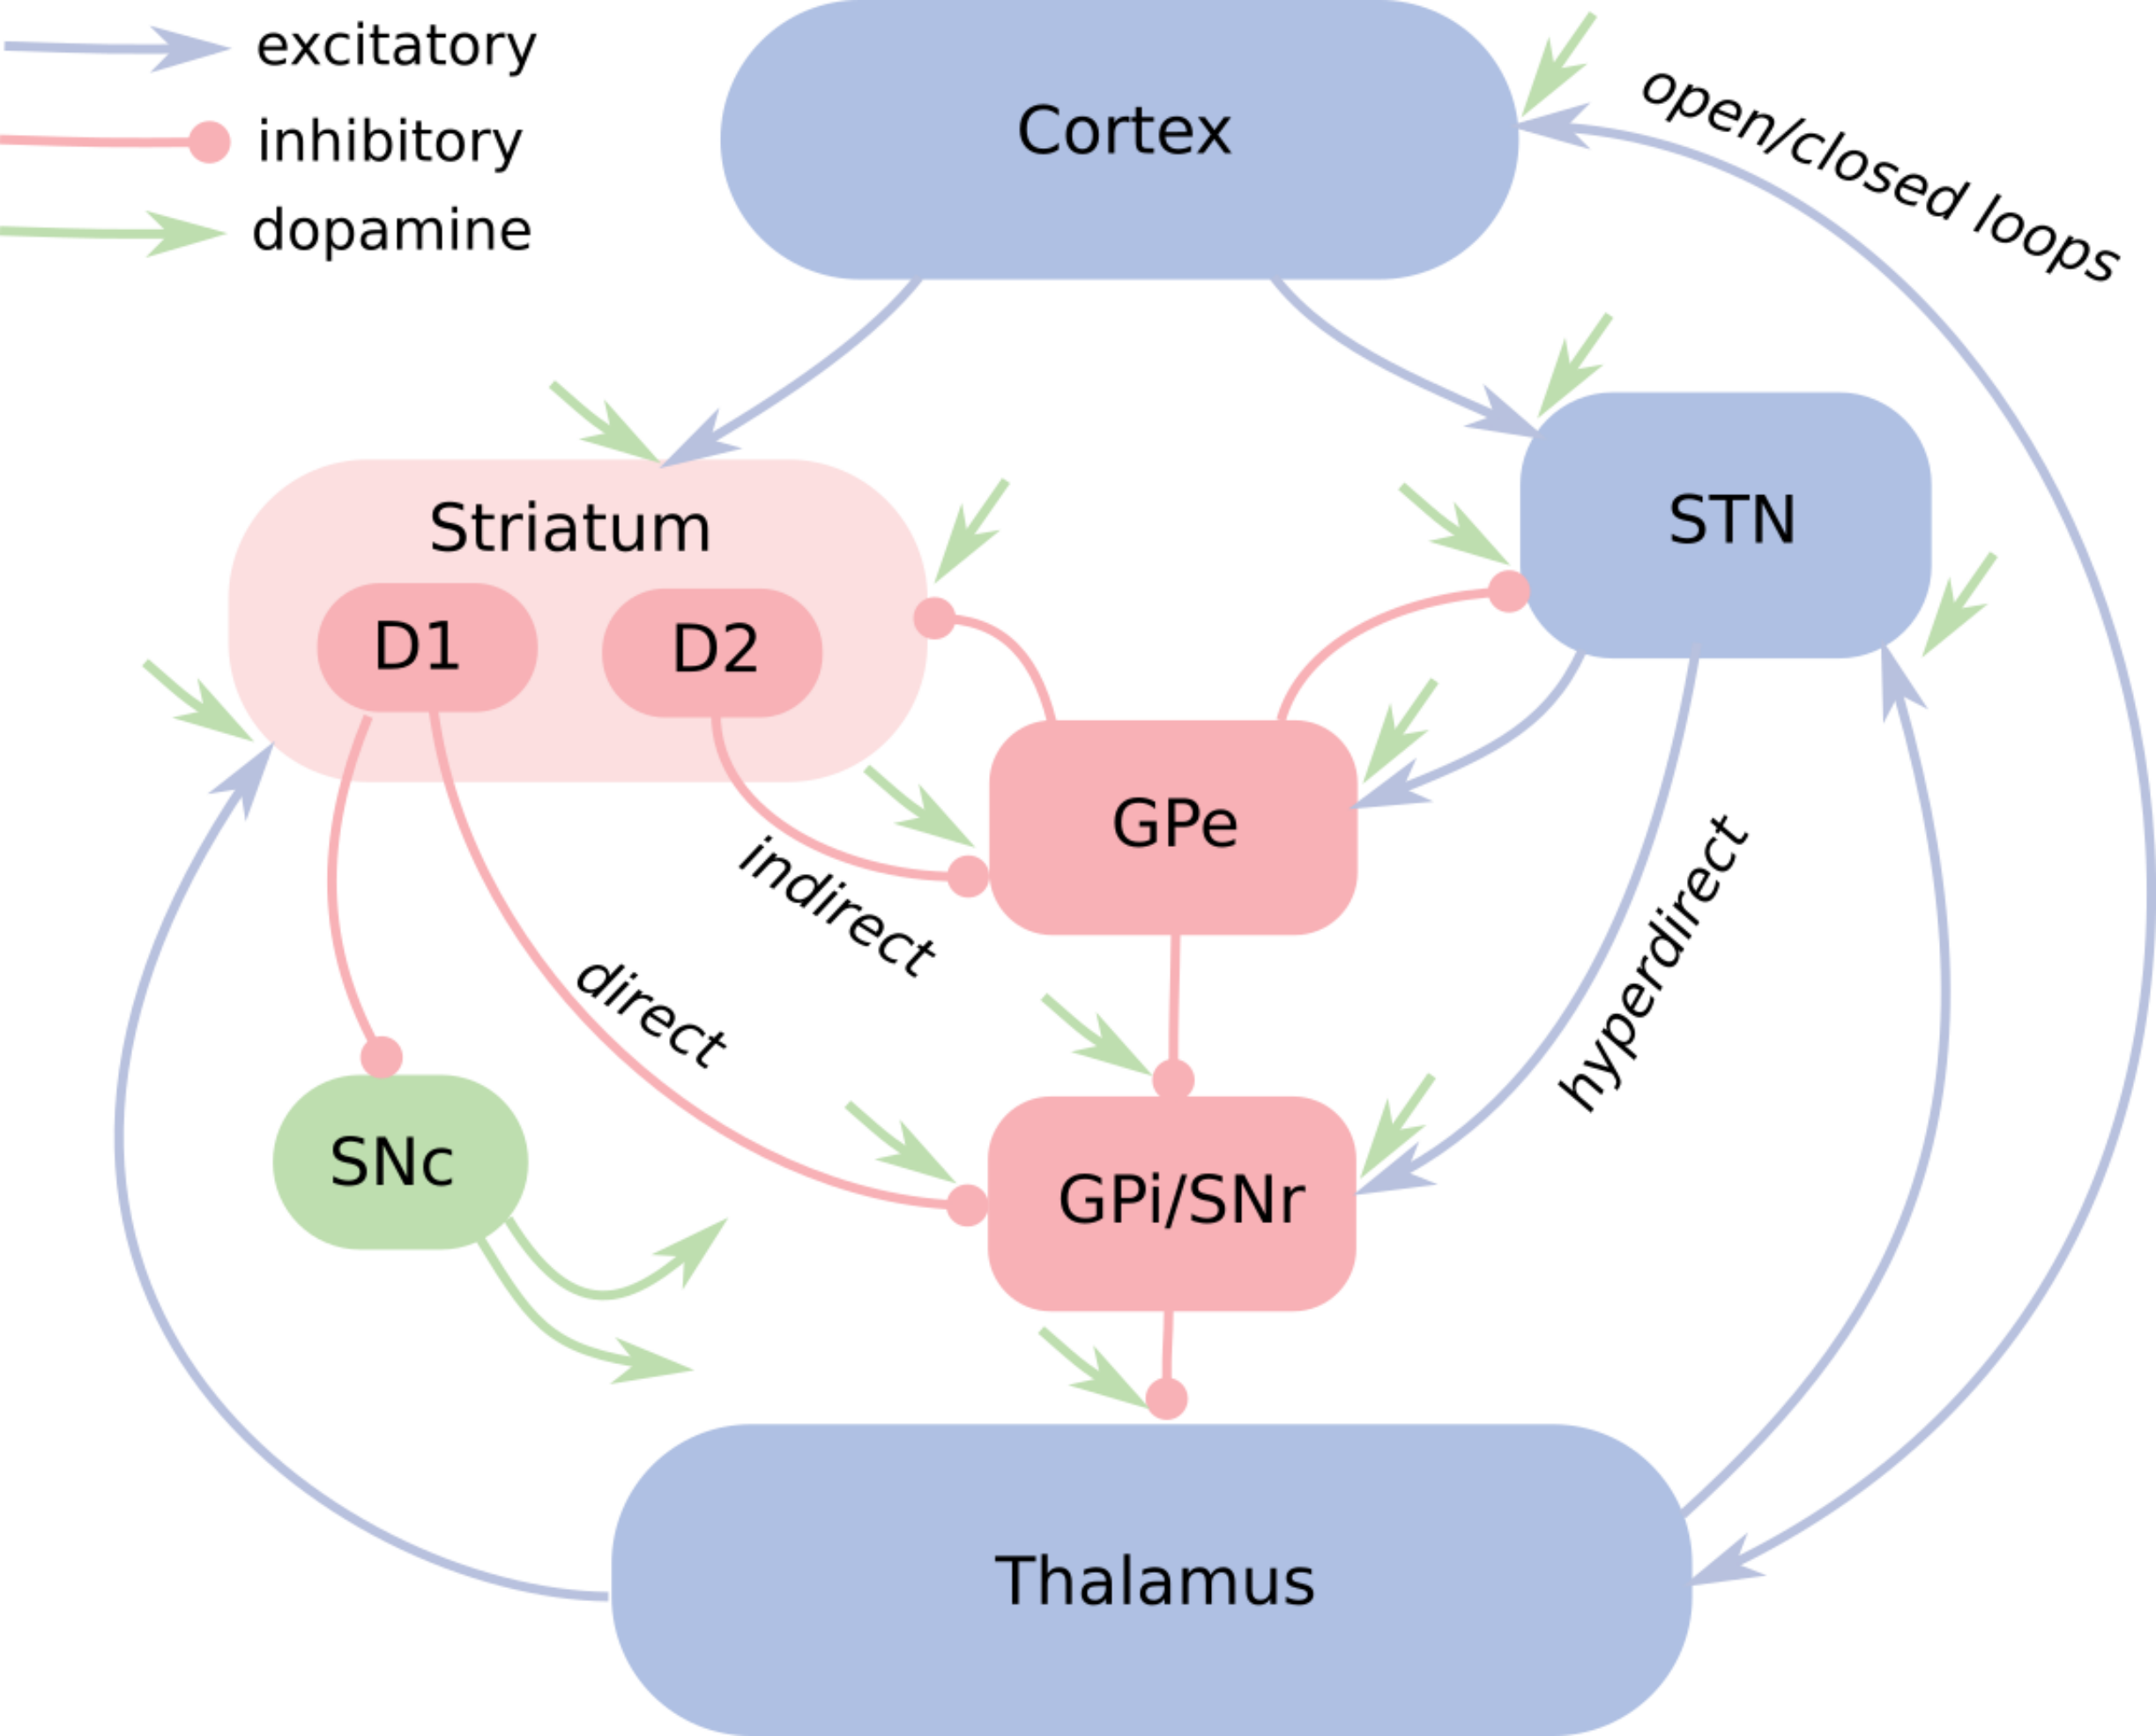 excitatory
inhibitory
dopamine
Cortex
open/closed loops
Striatum
STN
D1
D2
GPe
indirect
hyperdirect
direct
SNc
GPi/SNr
Thalamus